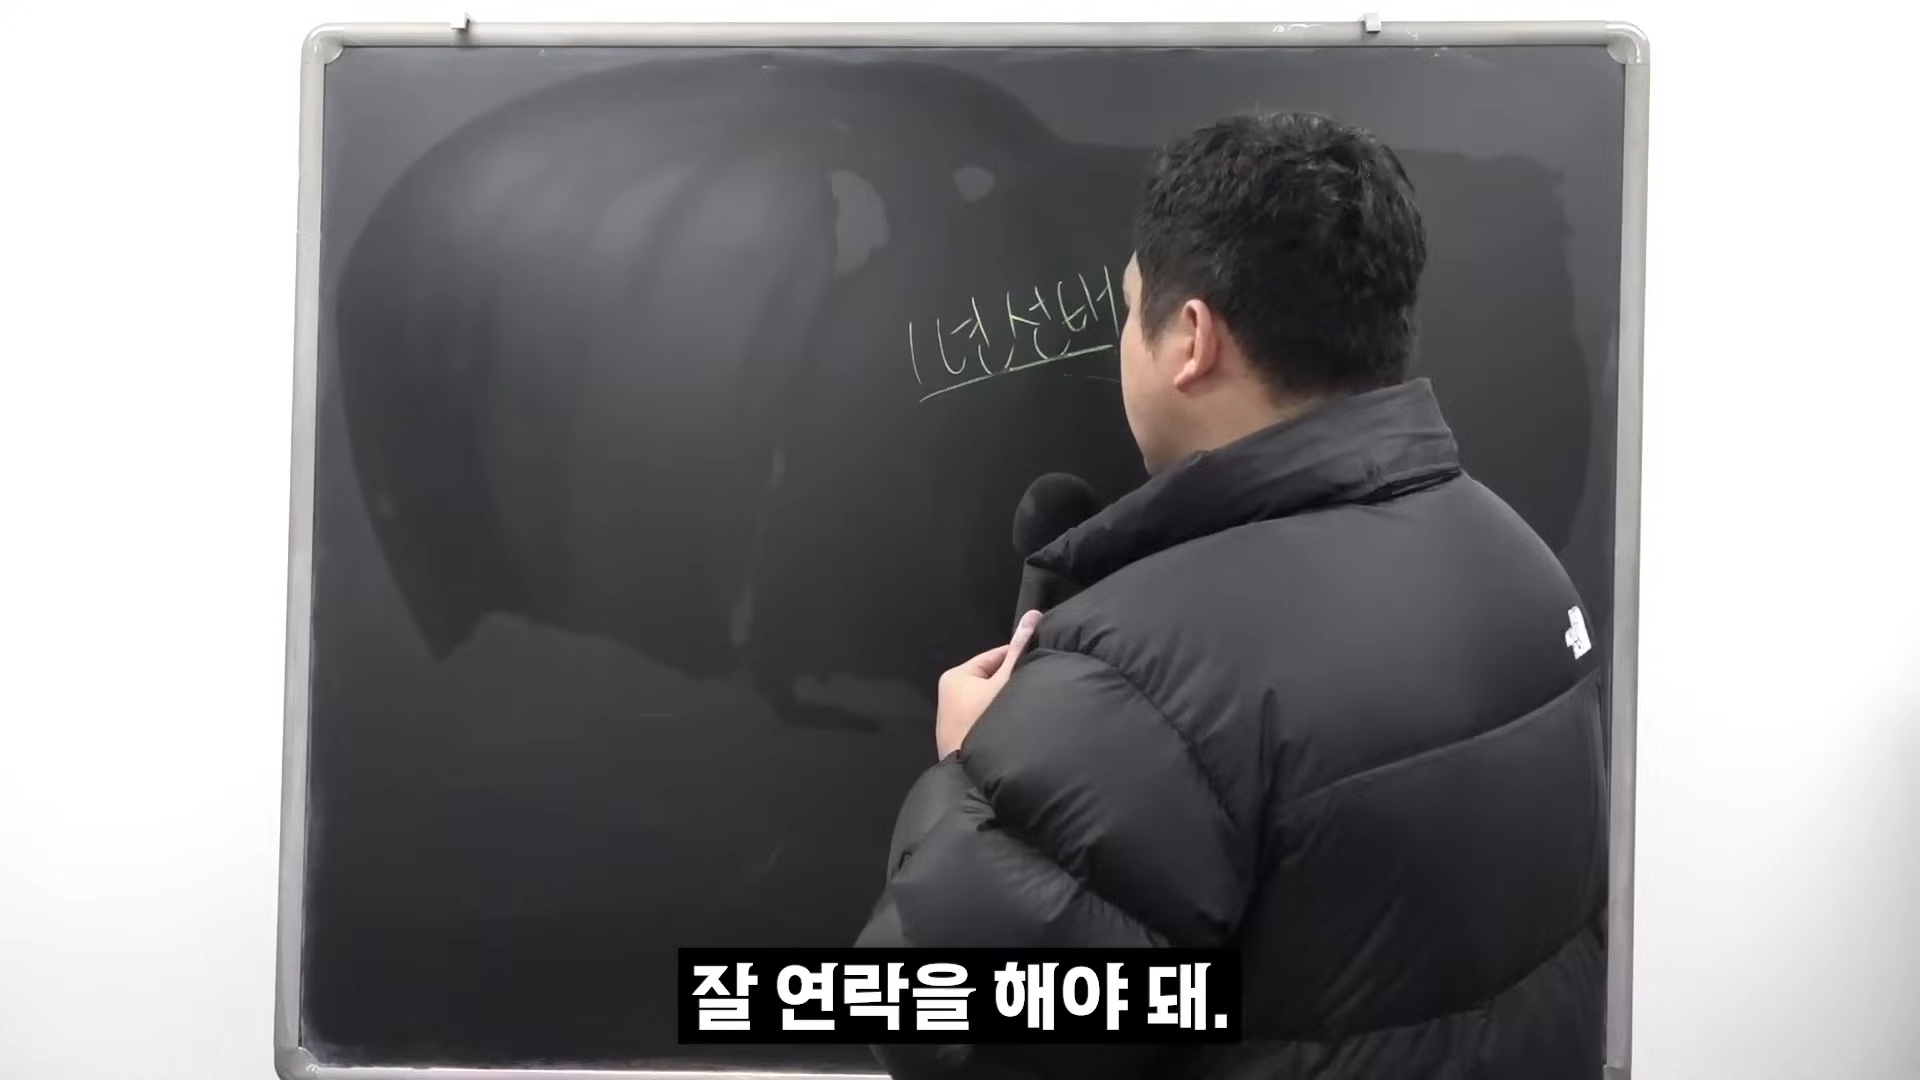 1년 선배
잘 연락을 해야 돼.